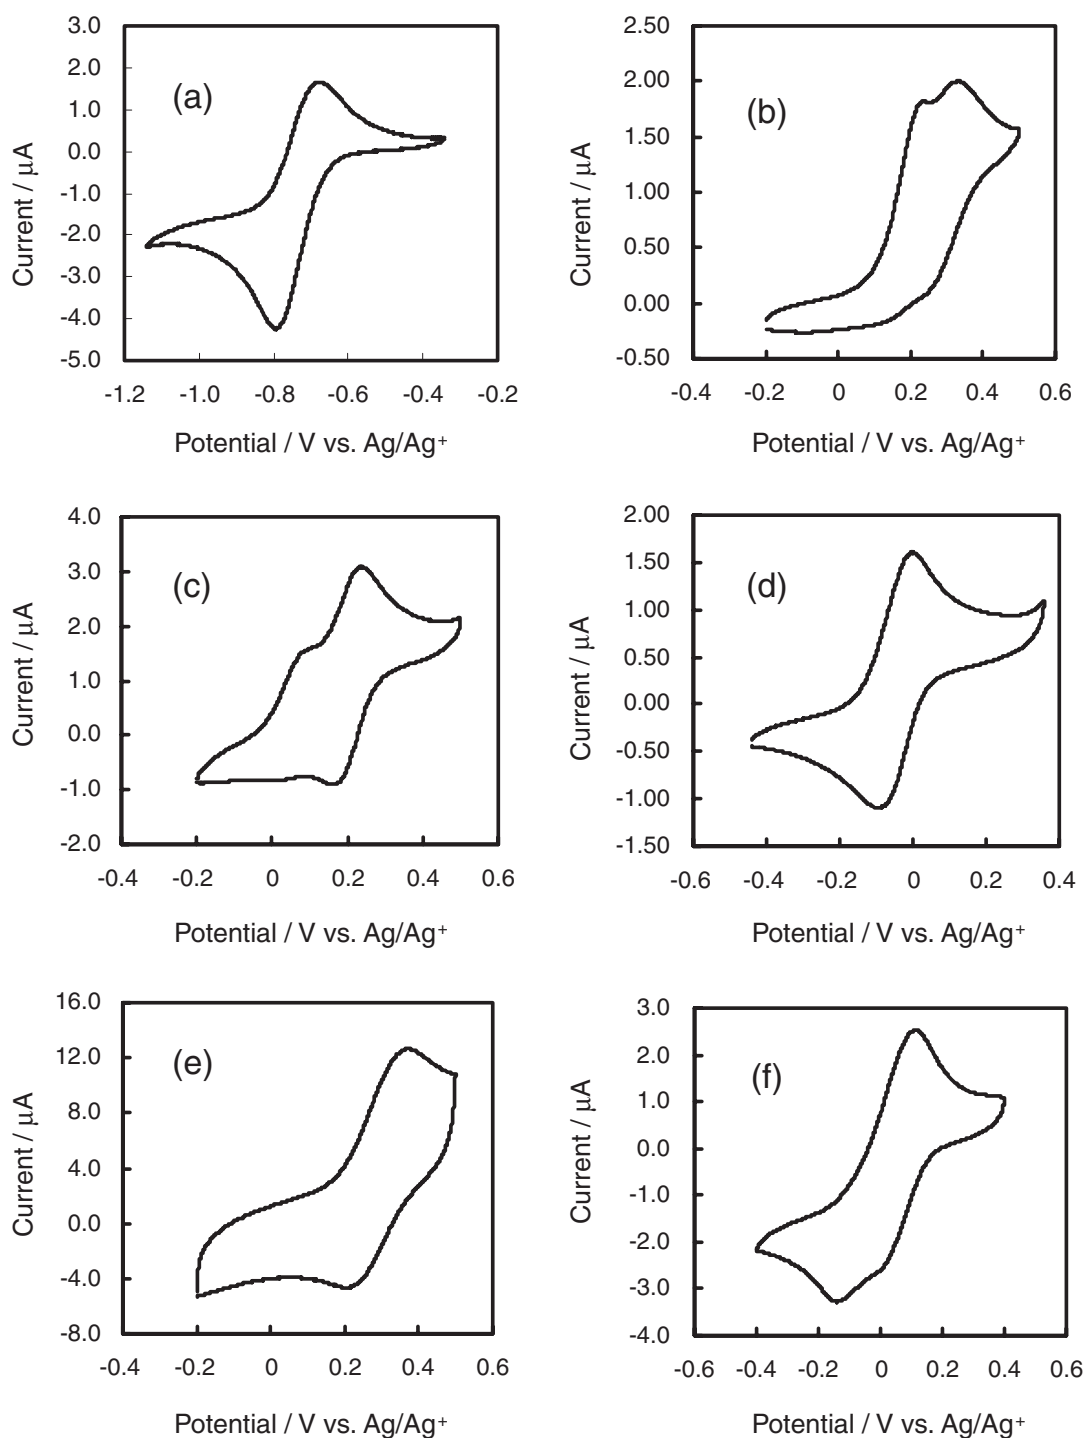 3.0
2.0
1.0
0.0
-1.0
-2.0
-3.0
-4.0
-5.0
(a)
Current / μA
-1.2 -1.0 -0.8 -0.6 -0.4 -0.2
Potential / V vs. Ag/Ag⁺
2.50
2.00
1.50
1.00
0.50
0.00
-0.50
(b)
Current / μA
-0.4 -0.2 0 0.2 0.4 0.6
Potential / V vs. Ag/Ag⁺
4.0
3.0
2.0
1.0
0.0
-1.0
-2.0
(c)
Current / μA
-0.4 -0.2 0 0.2 0.4 0.6
Potential / V vs. Ag/Ag⁺
2.00
1.50
1.00
0.50
0.00
-0.50
-1.00
-1.50
(d)
Current / μA
-0.6 -0.4 -0.2 0 0.2 0.4
Potential / V vs. Ag/Ag⁺
16.0
12.0
8.0
4.0
0.0
-4.0
-8.0
(e)
Current / μA
-0.4 -0.2 0 0.2 0.4 0.6
Potential / V vs. Ag/Ag⁺
3.0
2.0
1.0
0.0
-1.0
-2.0
-3.0
-4.0
(f)
Current / μA
-0.6 -0.4 -0.2 0 0.2 0.4 0.6
Potential / V vs. Ag/Ag⁺